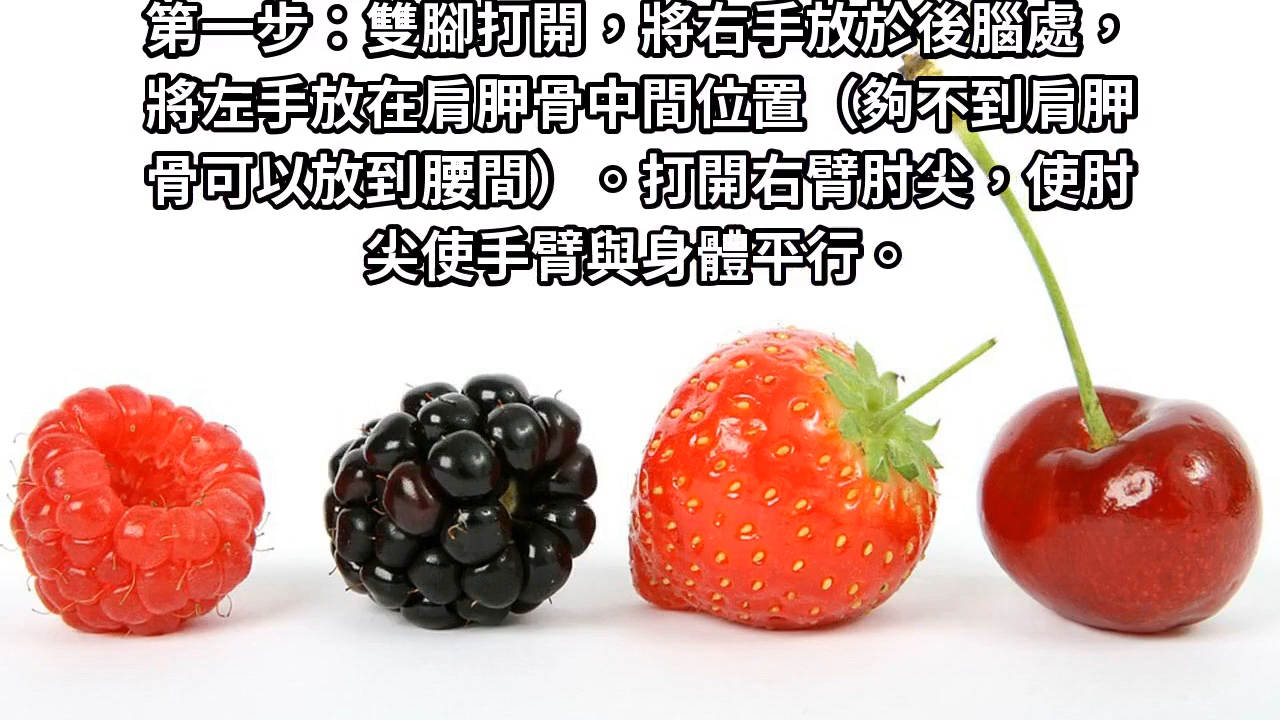 第一步：雙腳打開，將右手放於後腦處，
將左手放在肩胛骨中間位置（夠不到肩胛
骨可以放到腰間）。打開右臂肘尖，使肘
尖使手臂與身體平行。